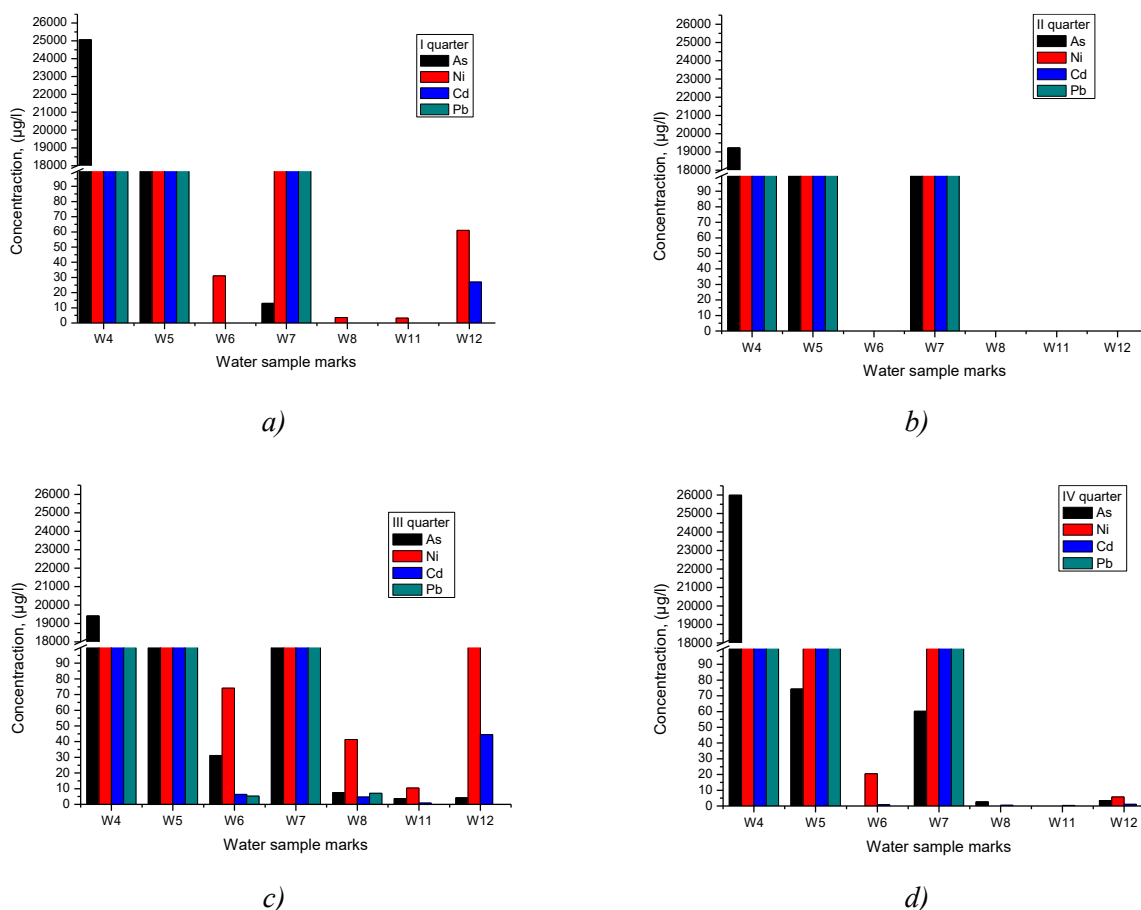 26000
25000
24000
23000
22000
21000
20000
19000
18000
90
80
70
60
50
40
30
20
10
0
Concentraction, (µg/l)
I quarter
As
Ni
Cd
Pb
W4 W5 W6 W7 W8 W11 W12
Water sample marks
a)
26000
25000
24000
23000
22000
21000
20000
19000
18000
90
80
70
60
50
40
30
20
10
0
Concentraction, (µg/l)
II quarter
As
Ni
Cd
Pb
W4 W5 W6 W7 W8 W11 W12
Water sample marks
b)
26000
25000
24000
23000
22000
21000
20000
19000
18000
90
80
70
60
50
40
30
20
10
0
Concentraction, (µg/l)
III quarter
As
Ni
Cd
Pb
W4 W5 W6 W7 W8 W11 W12
Water sample marks
c)
26000
25000
24000
23000
22000
21000
20000
19000
18000
90
80
70
60
50
40
30
20
10
0
Concentraction, (µg/l)
IV quarter
As
Ni
Cd
Pb
W4 W5 W6 W7 W8 W11 W12
Water sample marks
d)